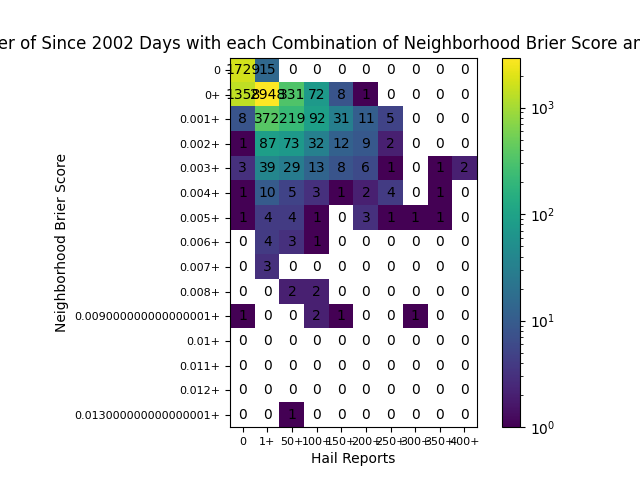 er of Since 2002 Days with each Combination of Neighborhood Brier Score an
Neighborhood Brier Score
0 1729 15 0 0 0 0 0 0 0 0
0+ 1358 2948 331 72 8 1 0 0 0 0
0.001+ 8 372 219 92 31 11 5 0 0 0
0.002+ 1 87 73 32 12 9 2 0 0 0
0.003+ 3 39 29 13 8 6 1 0 1 2
0.004+ 1 10 5 3 1 2 4 0 1 0
0.005+ 1 4 4 1 0 3 1 1 1 0
0.006+ 0 4 3 1 0 0 0 0 0 0
0.007+ 0 3 0 0 0 0 0 0 0 0
0.008+ 0 0 2 2 0 0 0 0 0 0
0.009000000000000001+ 1 0 0 2 1 0 0 1 0 0
0.01+ 0 0 0 0 0 0 0 0 0 0
0.011+ 0 0 0 0 0 0 0 0 0 0
0.012+ 0 0 0 0 0 0 0 0 0 0
0.013000000000000001+ 0 0 1 0 0 0 0 0 0 0
0 1+ 50+ 100+ 150+ 200+ 250+ 300+ 350+ 400+
Hail Reports
10³
10²
10¹
10⁰